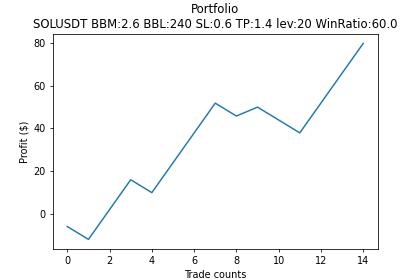 Portfolio
SOLUSDT BBM:2.6 BBL:240 SL:0.6 TP:1.4 lev:20 WinRatio:60.0
80
60
40
20
0
Profit ($)
0 2 4 6 8 10 12 14
Trade counts